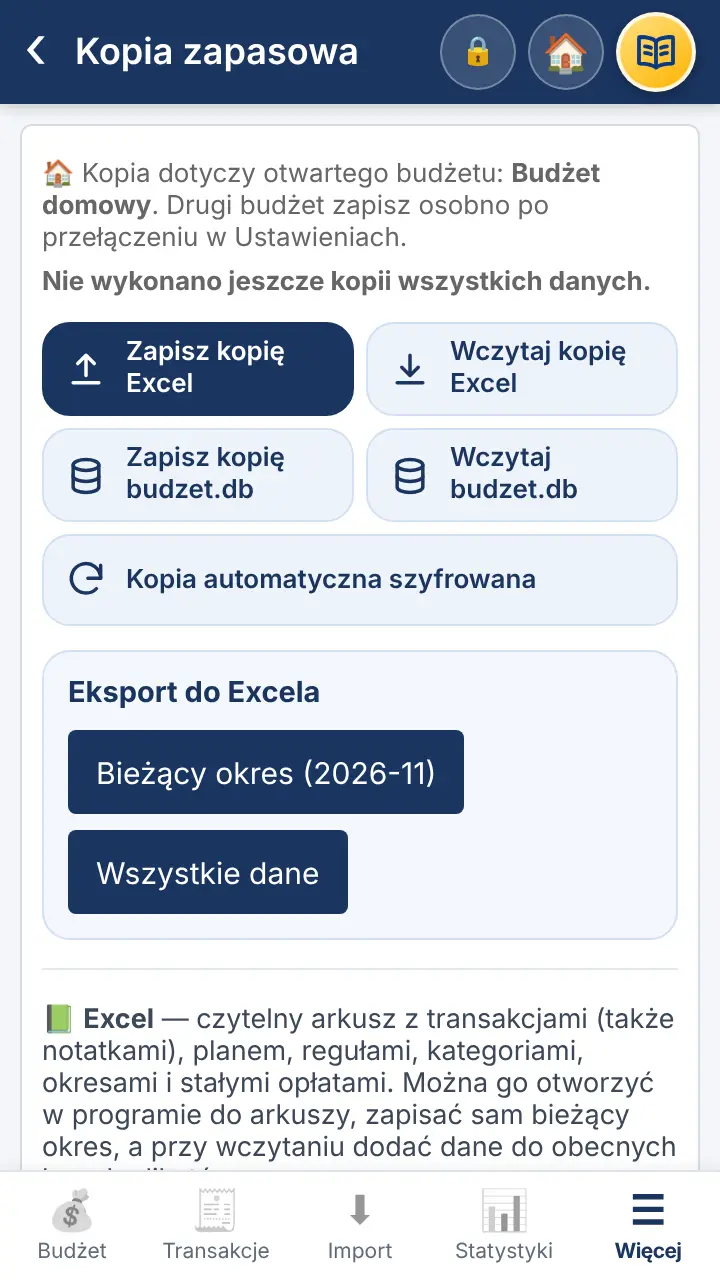 Kopia zapasowa
Kopia dotyczy otwartego budżetu: Budżet
domowy. Drugi budżet zapisz osobno po
przełączeniu w Ustawieniach.
Nie wykonano jeszcze kopii wszystkich danych.
Zapisz kopię
Excel
Wczytaj kopię
Excel
Zapisz kopię
budzet.db
Wczytaj
budzet.db
Kopia automatyczna szyfrowana
Eksport do Excela
Bieżący okres (2026-11)
Wszystkie dane
Excel — czytelny arkusz z transakcjami (także
notatkami), planem, regułami, kategoriami,
okresami i stałymi opłatami. Można go otworzyć
w programie do arkuszy, zapisać sam bieżący
okres, a przy wczytaniu dodać dane do obecnych
Budżet
Transakcje
Import
Statystyki
Więcej